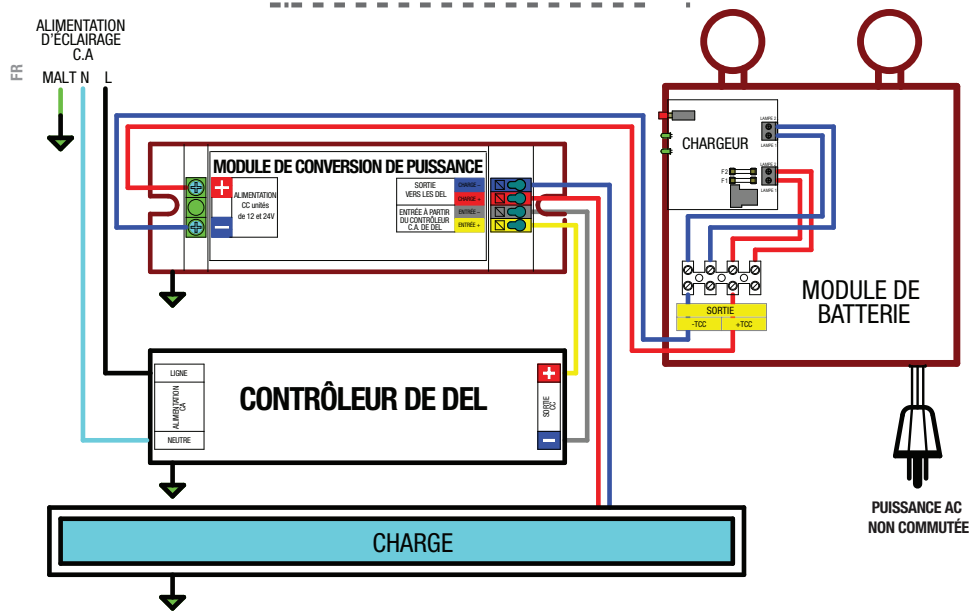 ALIMENTATION
D'ÉCLAIRAGE
C.A
FR
MALT N L
MODULE DE CONVERSION DE PUISSANCE
ALIMENTATION
CC unités
de 12 et 24V
SORTIE
VERS LES DEL
ENTRÉE À PARTIR
DU CONTRÔLEUR
C.A. DE DEL
CHARGE –
CHARGE +
ENTRÉE –
ENTRÉE +
CHARGEUR
LAMPE 2
LAMPE 1
F2
F1
LAMPE 2
LAMPE 1
SORTIE
-TCC +TCC
MODULE DE
BATTERIE
LIGNE
ALIMENTATION
CA
NEUTRE
CONTRÔLEUR DE DEL
SORTIE
CC
PUISSANCE AC
NON COMMUTÉE
CHARGE